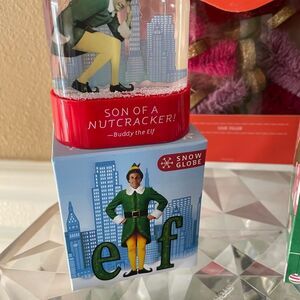 SON OF A
NUTCRACKER!
—Buddy the Elf
SNOW
GLOBE
elf